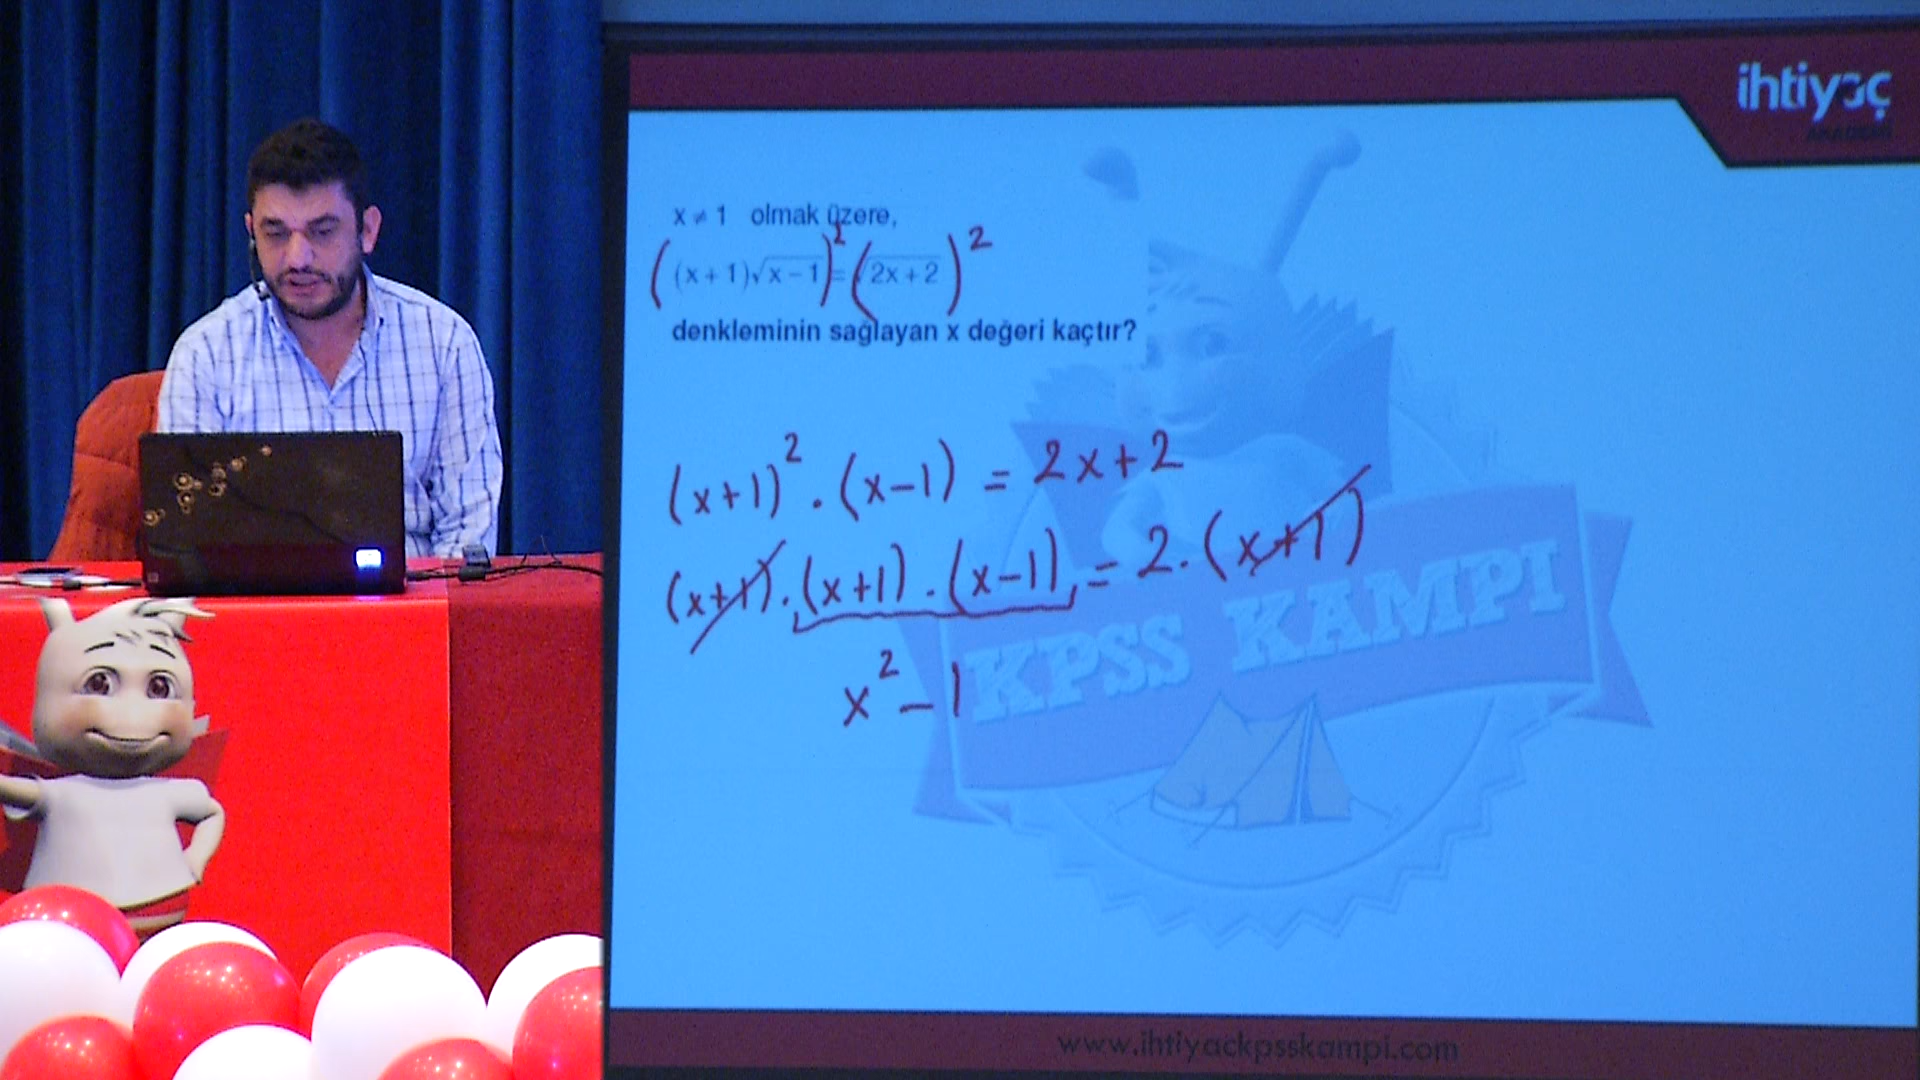 ihtiyaç
AKADEMİ
x ≠ 1 olmak üzere,
((x + 1)√x − 1)² = (√2x + 2)²
denkleminin sağlayan x değeri kaçtır?
(x+1)² . (x−1) = 2x+2
(x+1) . (x+1) . (x−1) = 2 . (x+1)
x² − 1
KPSS KAMPI
www.ihtiyackpsskampi.com